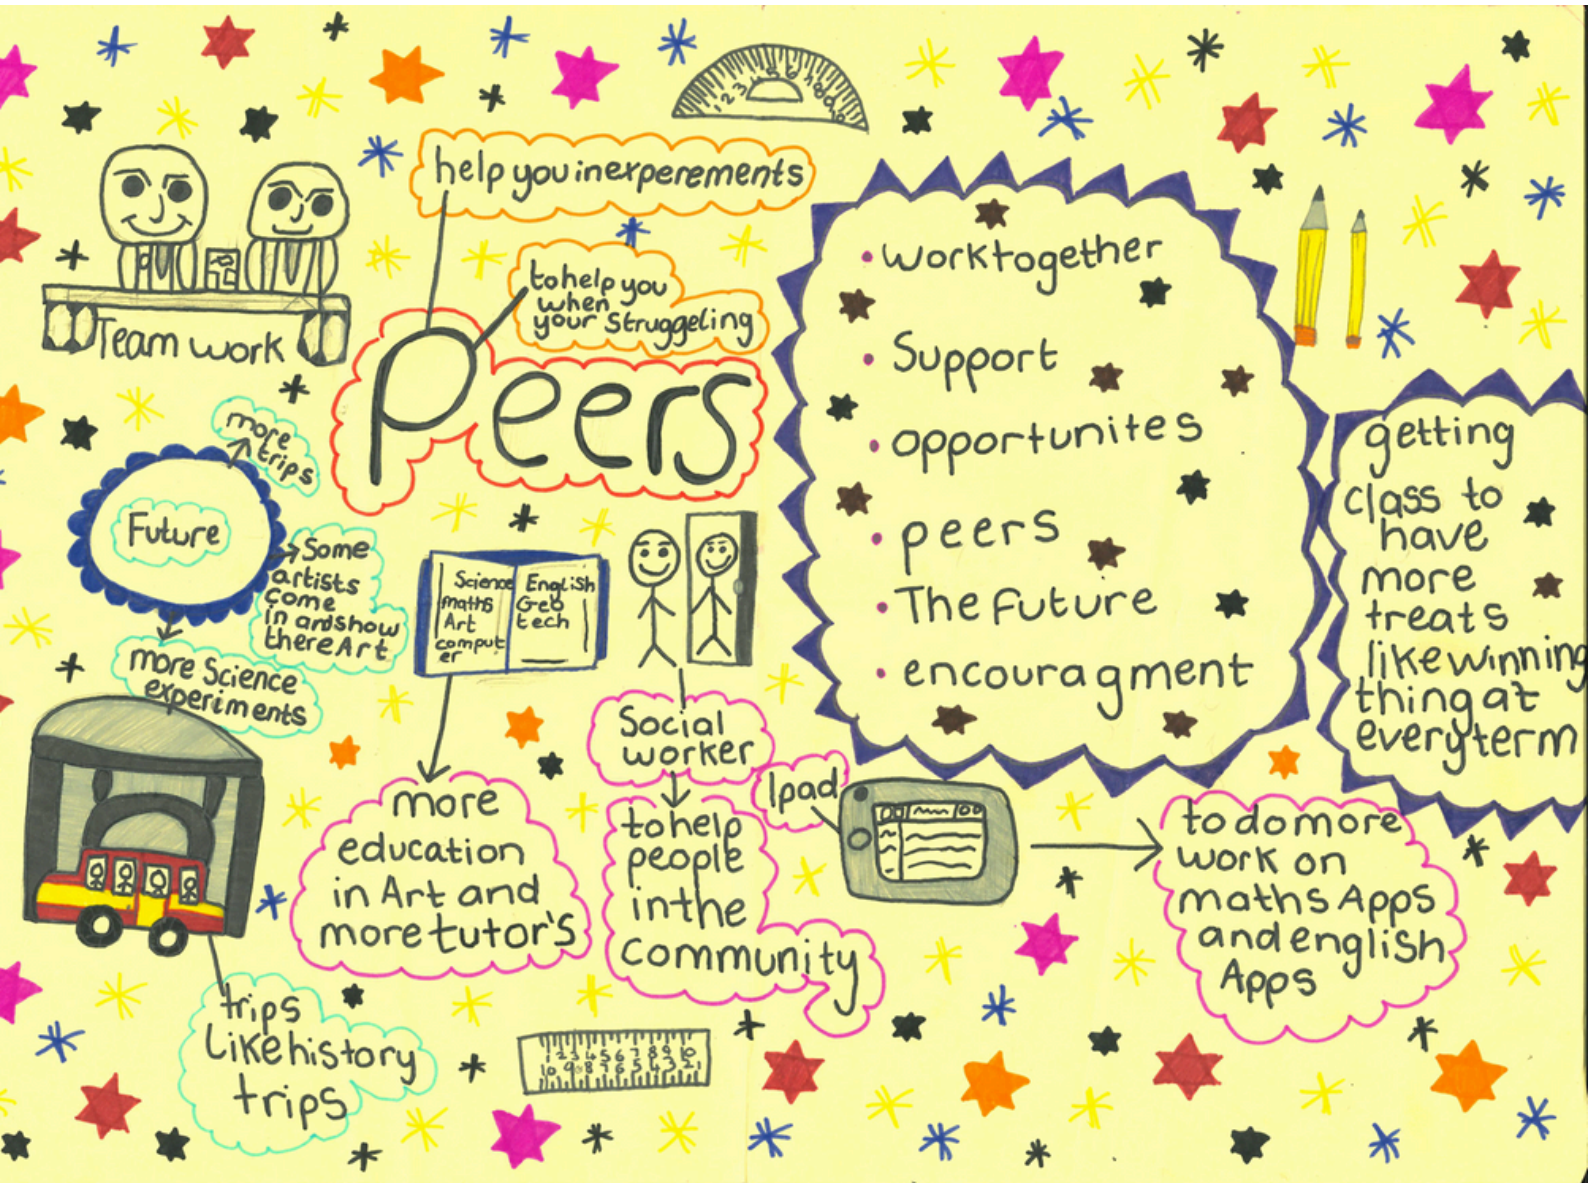 help you in experements
to help you
when
your Struggeling
Peers
Team work
more
trips
Future
Some
artists
come
in and show
there Art
more Science
experiments
Science
maths
Art
comput
er
English
Geo
tech
more
education
in Art and
more tutor's
Social
worker
to help
people
in the
community
Ipad
to do more
work on
maths Apps
and english
Apps
trips
Like history
trips
• work together
• Support
• opportunites
• peers
• The Future
• encouragment
getting
class to
have
more
treats
like winning
thing at
every term